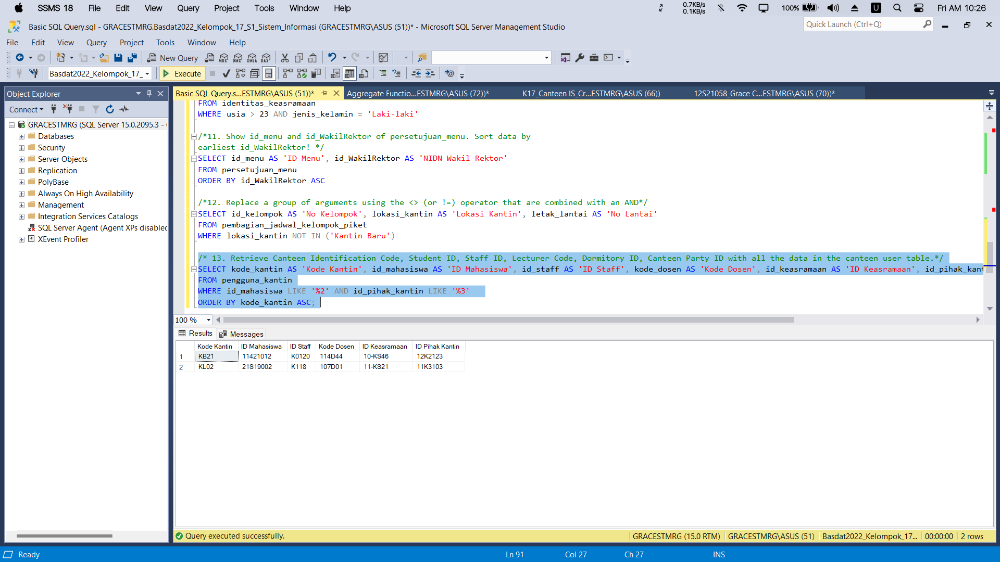 SSMS 18 File Edit View Query Project Tools Window Help 0.7KB/s 0.1KB/s 100% U Fri AM 10:26
Basic SQL Query.sql - GRACESTMRG.Basdat2022_Kelompok_17_S1_Sistem_Informasi (GRACESTMRG\ASUS (51))* - Microsoft SQL Server Management Studio Quick Launch (Ctrl+Q)
File Edit View Query Project Tools Window Help
New Query MDX DMX XMLA DAX
Basdat2022_Kelompok_17_ Execute
Object Explorer
Connect
GRACESTMRG (SQL Server 15.0.2095.3 -
Databases
Security
Server Objects
Replication
PolyBase
Always On High Availability
Management
Integration Services Catalogs
SQL Server Agent (Agent XPs disabled
XEvent Profiler
Basic SQL Query.s...ESTMRG\ASUS (51))* Aggregate Functio...ESTMRG\ASUS (72))* K17_Canteen IS_Cr...ESTMRG\ASUS (66)) 12S21058_Grace C...ESTMRG\ASUS (70))*
FROM identitas_keasramaan
WHERE usia > 23 AND jenis_kelamin = 'Laki-laki'
/*11. Show id_menu and id_WakilRektor of persetujuan_menu. Sort data by
earliest id_WakilRektor! */
SELECT id_menu AS 'ID Menu', id_WakilRektor AS 'NIDN Wakil Rektor'
FROM persetujuan_menu
ORDER BY id_WakilRektor ASC
/*12. Replace a group of arguments using the <> (or !=) operator that are combined with an AND*/
SELECT id_kelompok AS 'No Kelompok', lokasi_kantin AS 'Lokasi Kantin', letak_lantai AS 'No Lantai'
FROM pembagian_jadwal_kelompok_piket
WHERE lokasi_kantin NOT IN ('Kantin Baru')
/* 13. Retrieve Canteen Identification Code, Student ID, Staff ID, Lecturer Code, Dormitory ID, Canteen Party ID with all the data in the canteen user table.*/
SELECT kode_kantin AS 'Kode Kantin', id_mahasiswa AS 'ID Mahasiswa', id_staff AS 'ID Staff', kode_dosen AS 'Kode Dosen', id_keasramaan AS 'ID Keasramaan', id_pihak_kant
FROM pengguna_kantin
WHERE id_mahasiswa LIKE '%2' AND id_pihak_kantin LIKE '%3'
ORDER BY kode_kantin ASC;
100 %
Results Messages
Kode Kantin ID Mahasiswa ID Staff Kode Dosen ID Keasramaan ID Pihak Kantin
1 KB21 11421012 K0120 114D44 10-KS46 12K2123
2 KL02 21S19002 K118 107D01 11-KS21 11K3103
Query executed successfully. GRACESTMRG (15.0 RTM) GRACESTMRG\ASUS (51) Basdat2022_Kelompok_17... 00:00:00 2 rows
Ready Ln 91 Col 27 Ch 27 INS